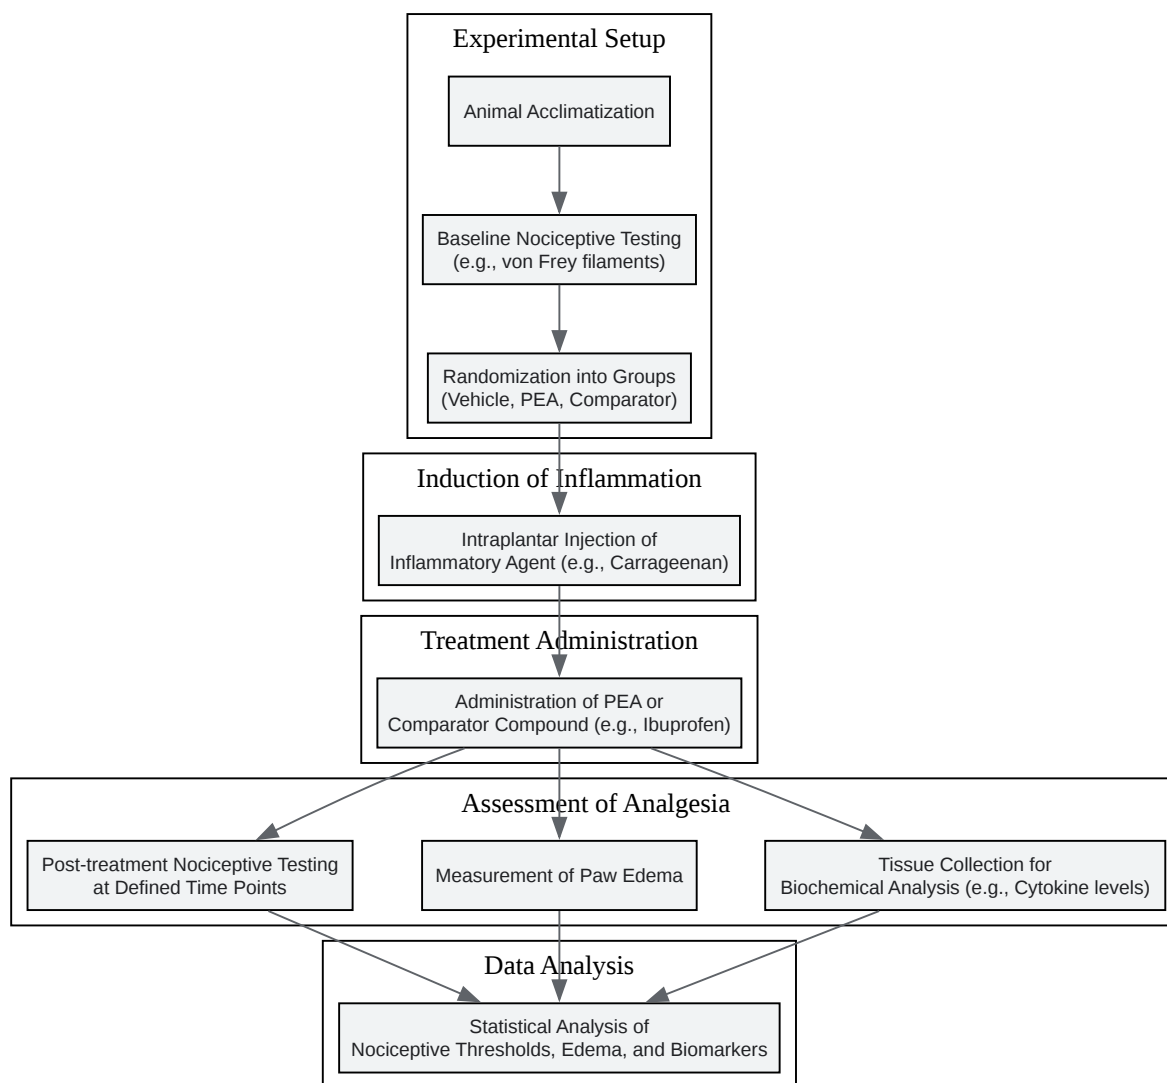 Experimental Setup
Animal Acclimatization
Baseline Nociceptive Testing
(e.g., von Frey filaments)
Randomization into Groups
(Vehicle, PEA, Comparator)
Induction of Inflammation
Intraplantar Injection of
Inflammatory Agent (e.g., Carrageenan)
Treatment Administration
Administration of PEA or
Comparator Compound (e.g., Ibuprofen)
Assessment of Analgesia
Post-treatment Nociceptive Testing
at Defined Time Points
Measurement of Paw Edema
Tissue Collection for
Biochemical Analysis (e.g., Cytokine levels)
Data Analysis
Statistical Analysis of
Nociceptive Thresholds, Edema, and Biomarkers